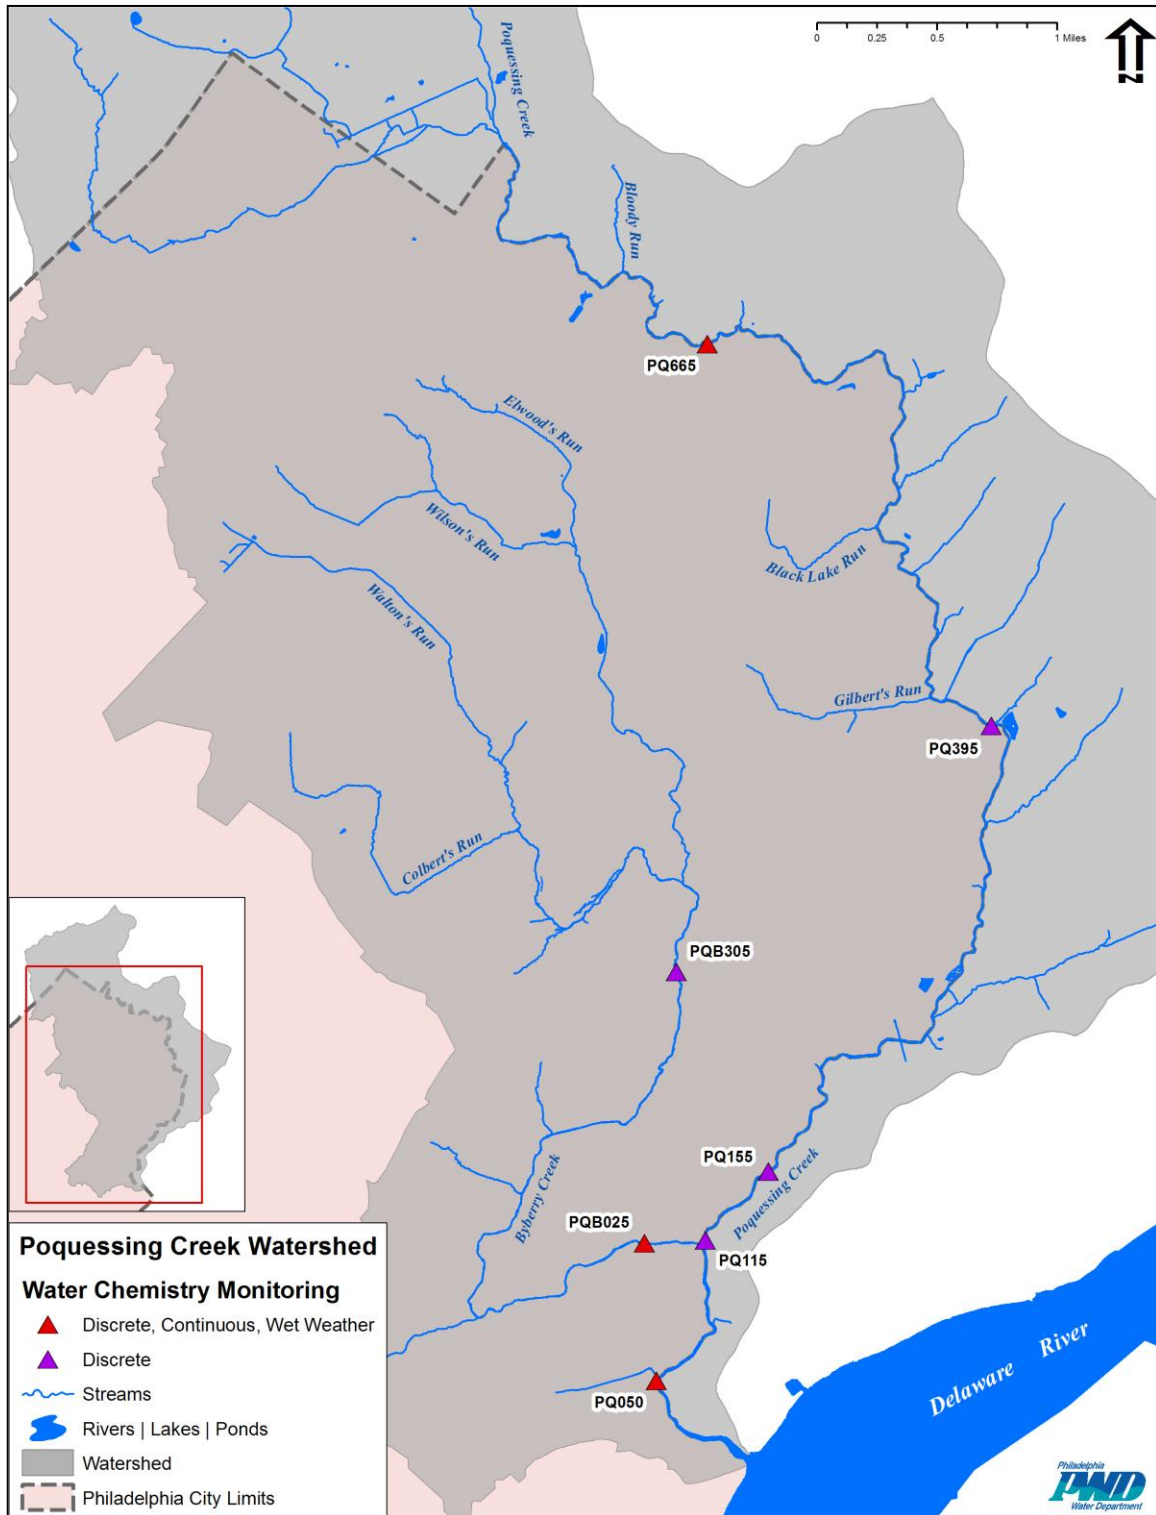 0 0.25 0.5 1 Miles
N
Poquessing Creek
Bloody Run
PQ665
Elwood's Run
Wilson's Run
Black Lake Run
Walton's Run
Gilbert's Run
PQ395
Colbert's Run
PQB305
PQ155
Poquessing Creek
Byberry Creek
PQB025
PQ115
PQ050
Delaware River
Poquessing Creek Watershed
Water Chemistry Monitoring
Discrete, Continuous, Wet Weather
Discrete
Streams
Rivers | Lakes | Ponds
Watershed
Philadelphia City Limits
Philadelphia
PWD
Water Department